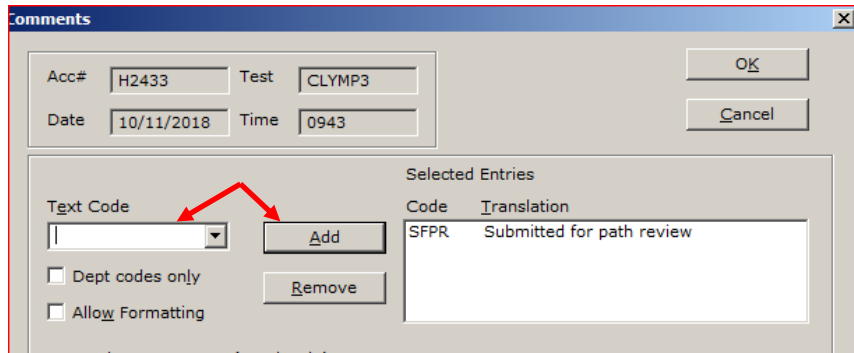 Comments
Acc# H2433 Test CLYMP3
OK
Date 10/11/2018 Time 0943
Cancel
Selected Entries
Text Code
Code Translation
Add
SFPR Submitted for path review
Dept codes only
Remove
Allow Formatting